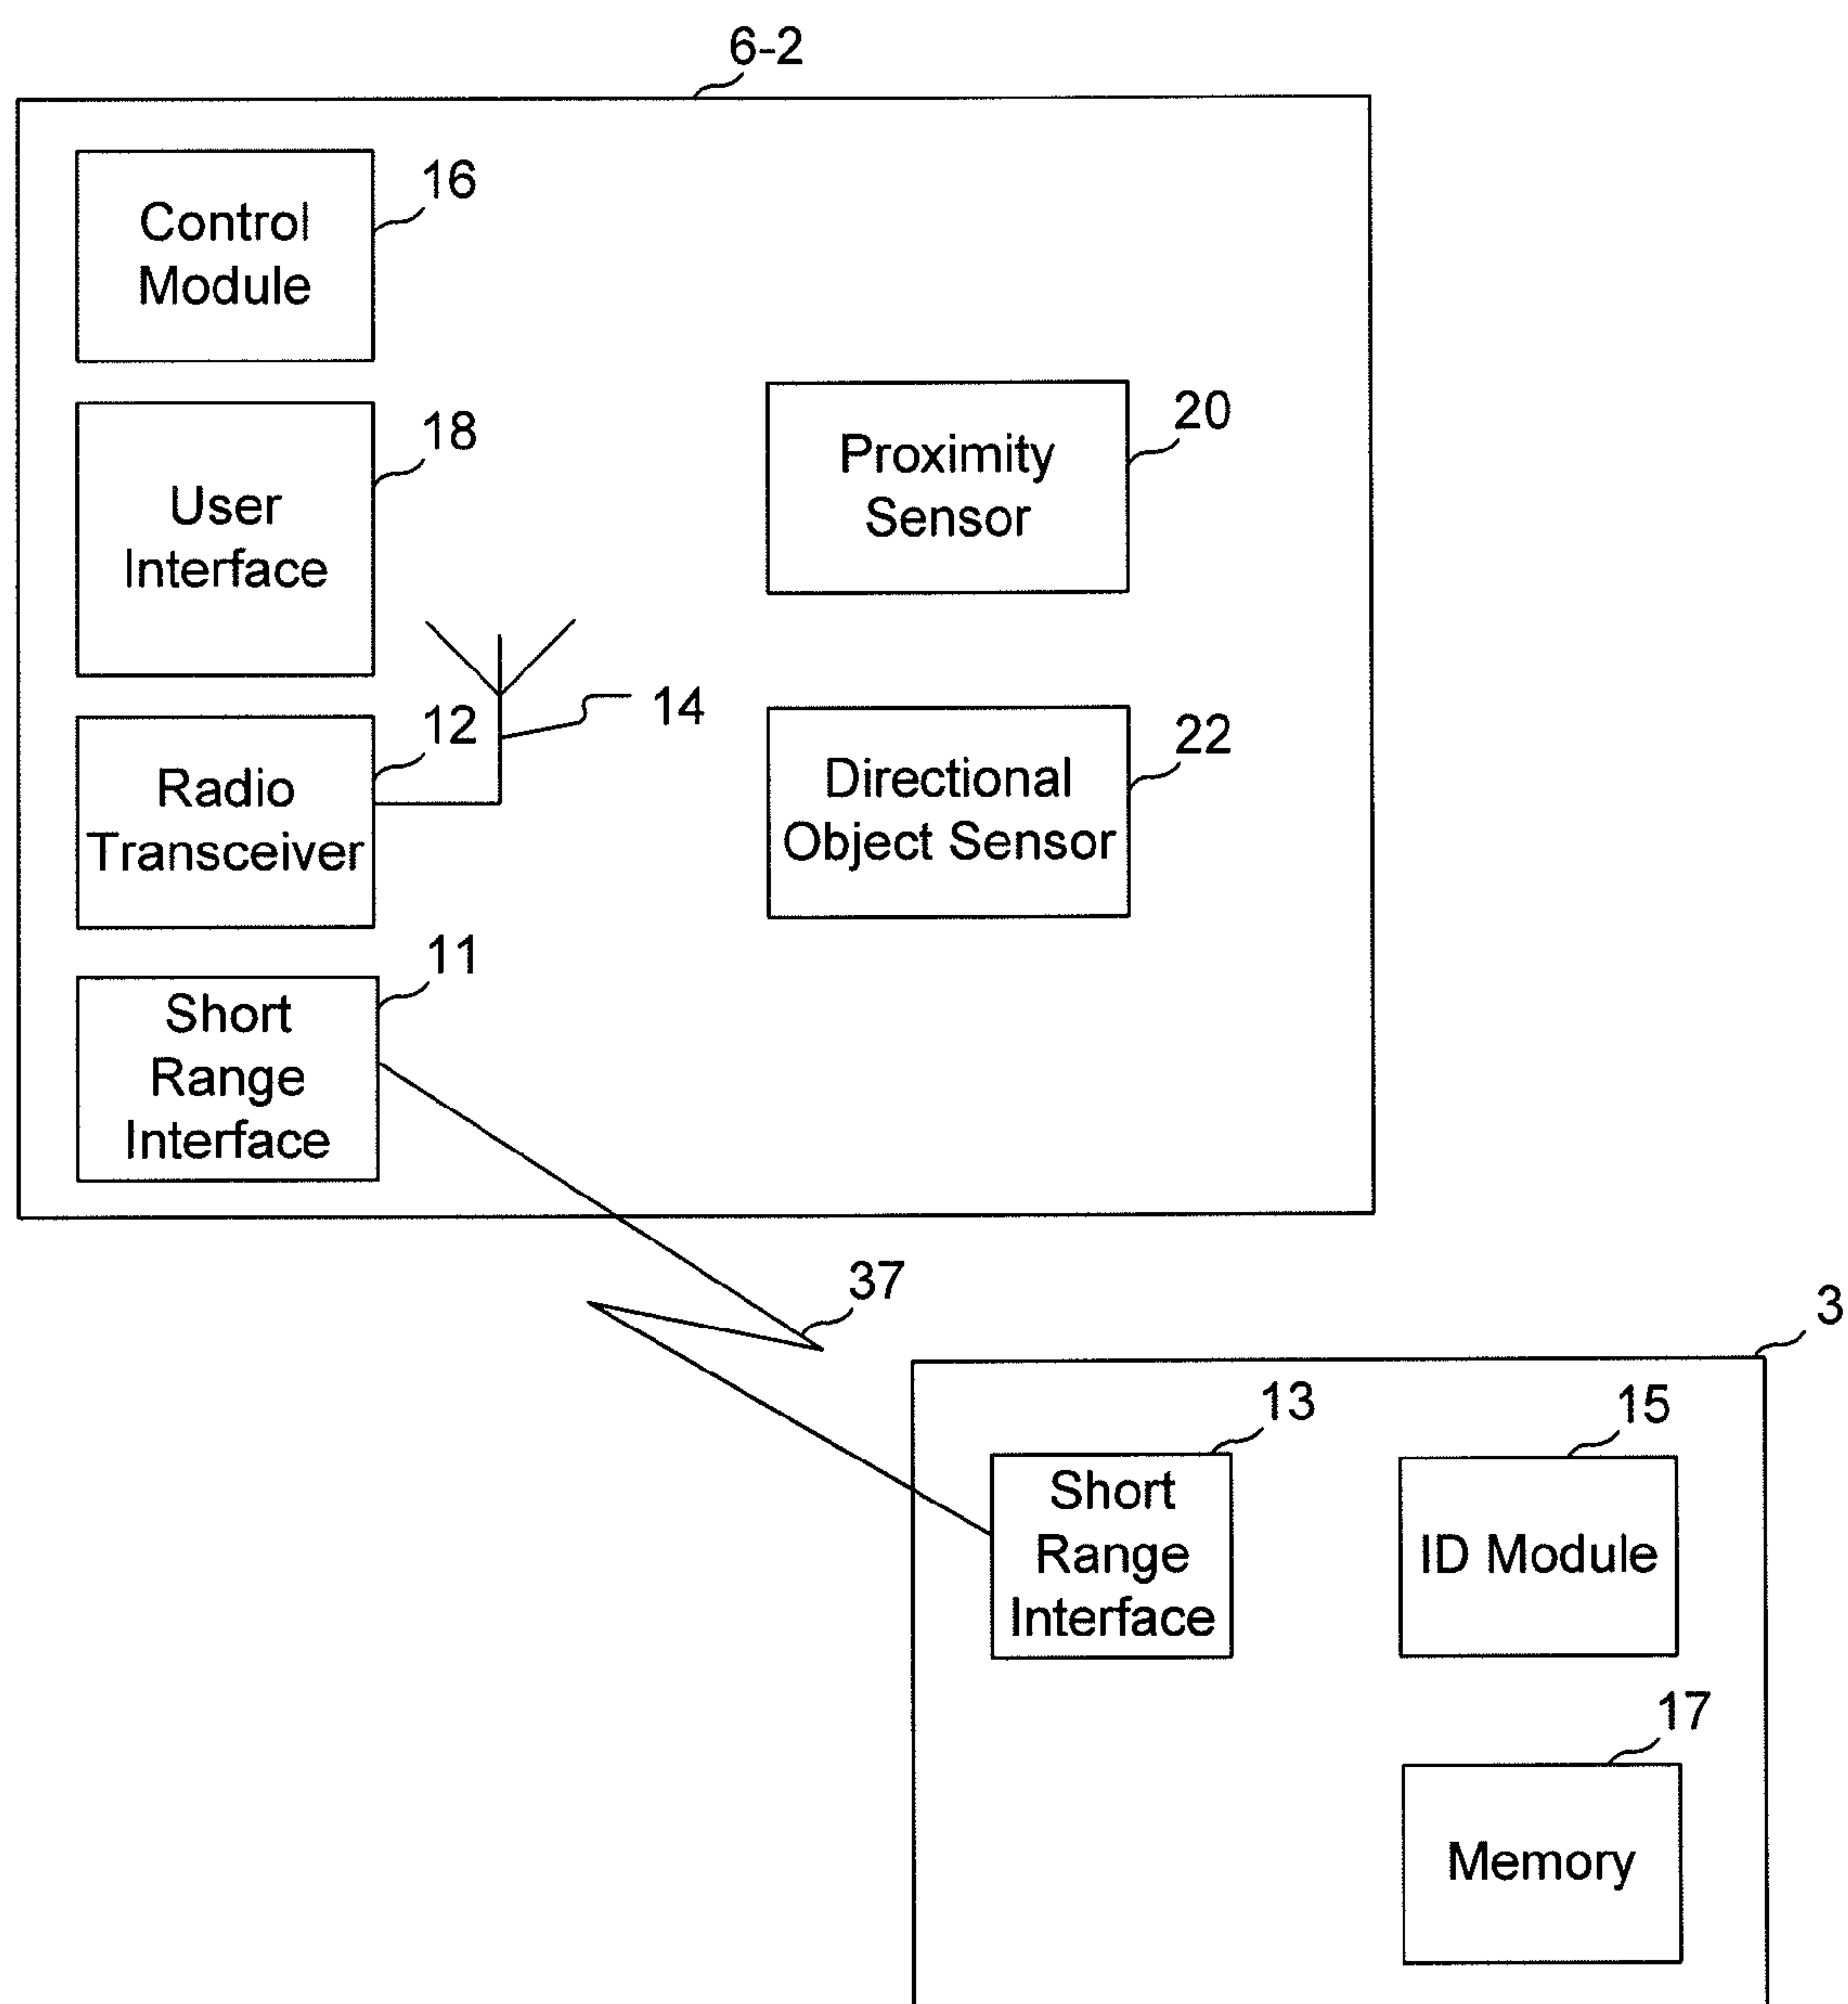 6-2
Control
Module
16
User
Interface
18
Proximity
Sensor
20
Radio
Transceiver
12
14
Directional
Object Sensor
22
Short
Range
Interface
11
37
3
Short
Range
Interface
13
ID Module
15
Memory
17